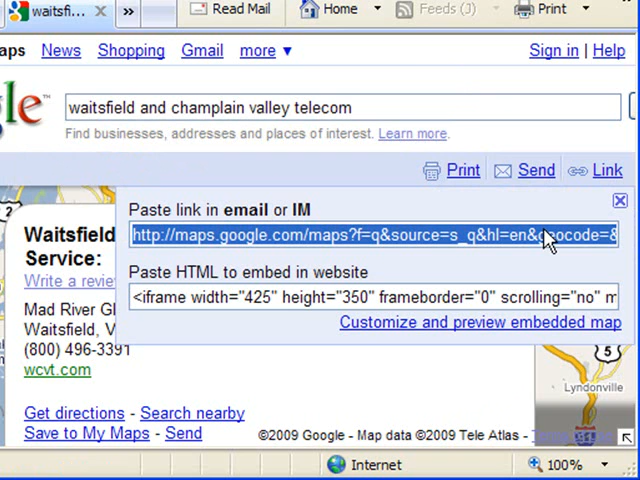 waitsfi...
»
Read Mail
Home
Feeds (J)
Print
aps News Shopping Gmail more ▼
Sign in | Help
gle™
waitsfield and champlain valley telecom
Find businesses, addresses and places of interest. Learn more.
Print Send Link
2
Paste link in email or IM
http://maps.google.com/maps?f=q&source=s_q&hl=en&geocode=&
Paste HTML to embed in website
<iframe width="425" height="350" frameborder="0" scrolling="no" m
Customize and preview embedded map
Waitsfield
Service:
Write a revie
Mad River Gl
Waitsfield, V
(800) 496-3391
wcvt.com
5
Lyndonville
Get directions - Search nearby
Save to My Maps - Send
©2009 Google - Map data ©2009 Tele Atlas -
Internet
100%